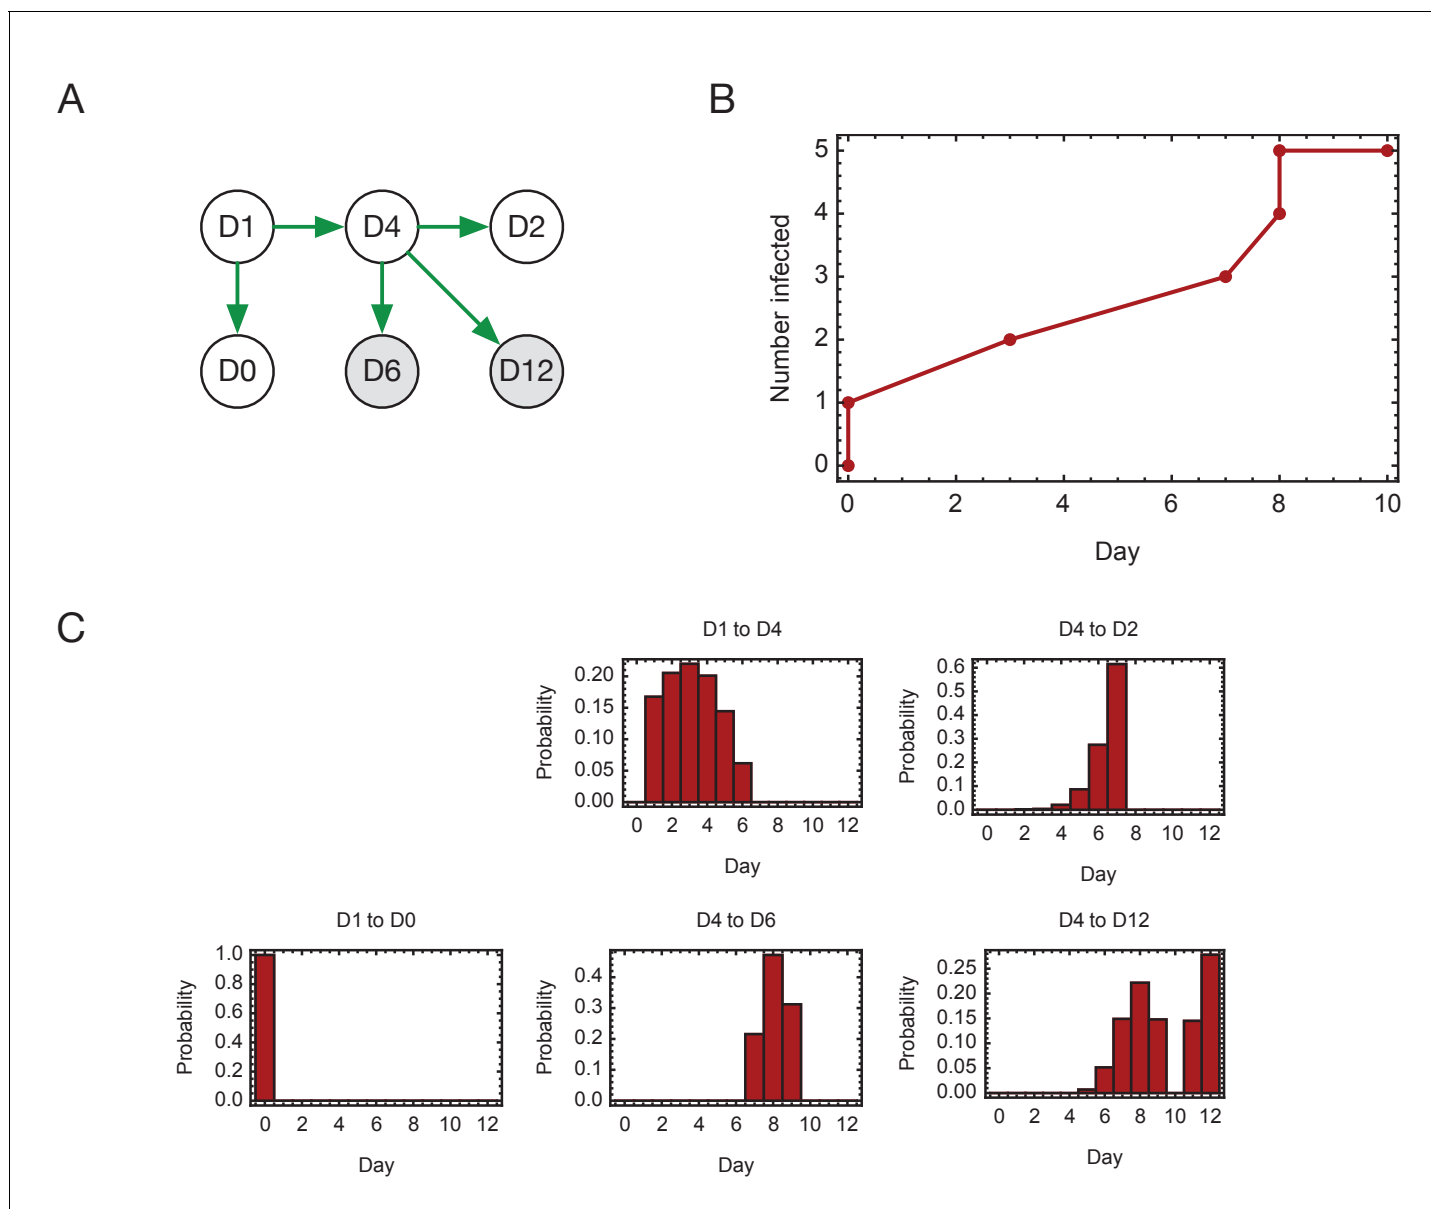 A
D1
D4
D2
D0
D6
D12
B
Number infected
5
4
3
2
1
0
0 2 4 6 8 10
Day
C
D1 to D4
Probability
0.20
0.15
0.10
0.05
0.00
0 2 4 6 8 10 12
Day
D4 to D2
Probability
0.6
0.5
0.4
0.3
0.2
0.1
0.0
0 2 4 6 8 10 12
Day
D1 to D0
Probability
1.0
0.8
0.6
0.4
0.2
0.0
0 2 4 6 8 10 12
Day
D4 to D6
Probability
0.4
0.3
0.2
0.1
0.0
0 2 4 6 8 10 12
Day
D4 to D12
Probability
0.25
0.20
0.15
0.10
0.05
0.00
0 2 4 6 8 10 12
Day